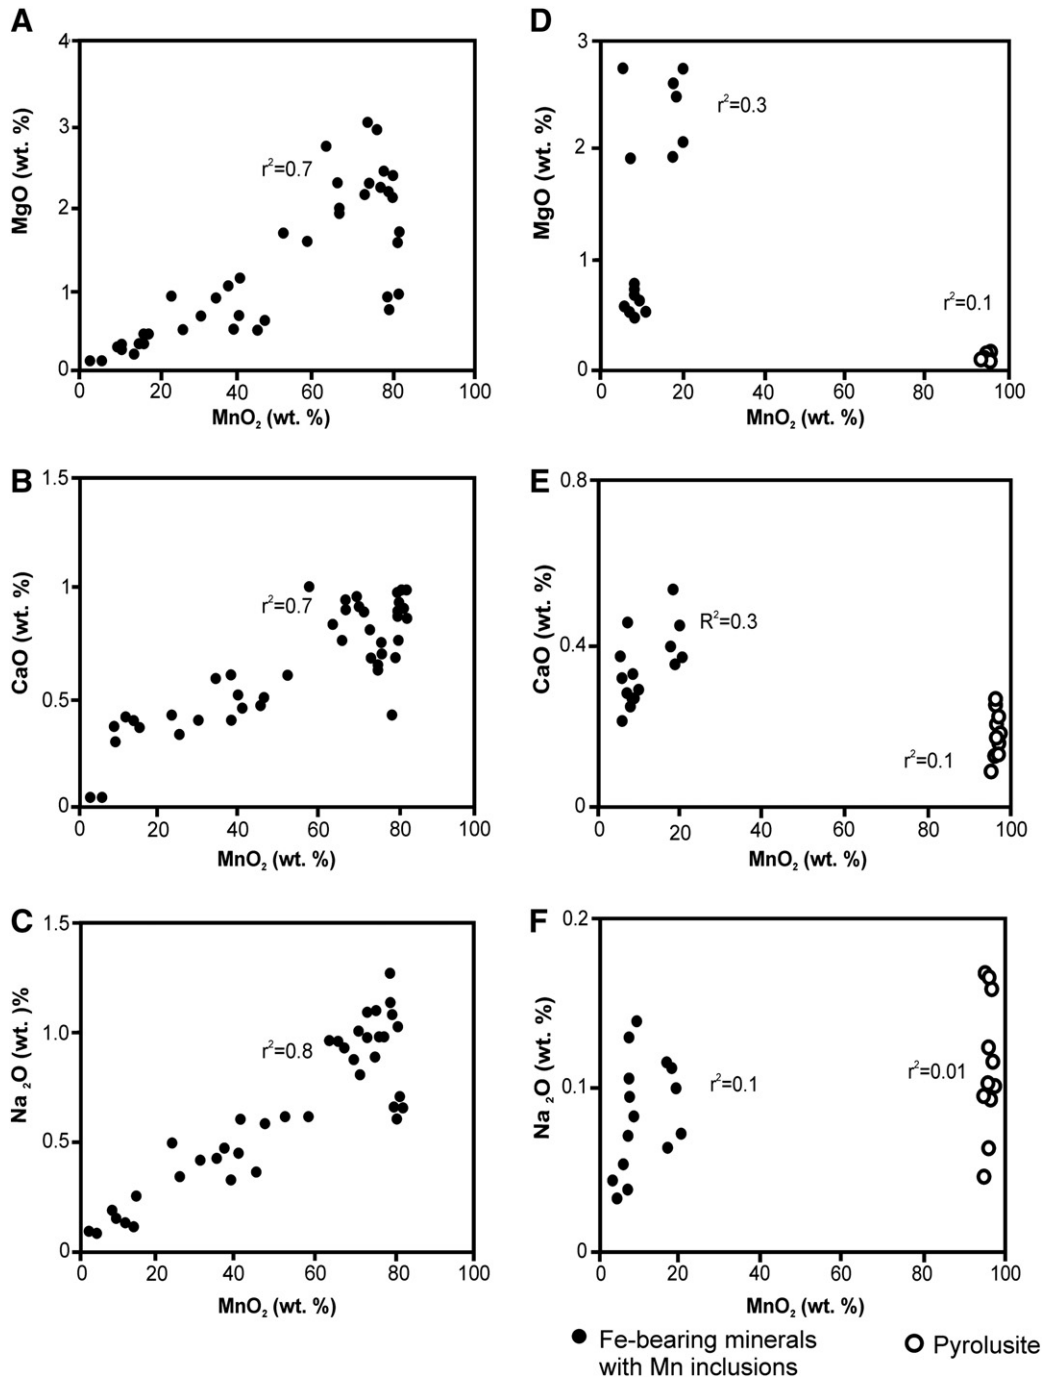 A
4
3
2
1
0
MgO (wt. %)
r²=0.7
0 20 40 60 80 100
MnO₂ (wt. %)
D
3
2
1
0
MgO (wt. %)
r²=0.3
r²=0.1
0 20 40 60 80 100
MnO₂ (wt. %)
B
1.5
1
0.5
0
CaO (wt. %)
r²=0.7
0 20 40 60 80 100
MnO₂ (wt. %)
E
0.8
0.4
0
CaO (wt. %)
R²=0.3
r²=0.1
0 20 40 60 80 100
MnO₂ (wt. %)
C
1.5
1.0
0.5
0
Na₂O (wt. )%
r²=0.8
0 20 40 60 80 100
MnO₂ (wt. %)
F
0.2
0.1
0
Na₂O (wt. %)
r²=0.1
r²=0.01
0 20 40 60 80 100
MnO₂ (wt. %)
Fe-bearing minerals
with Mn inclusions
Pyrolusite